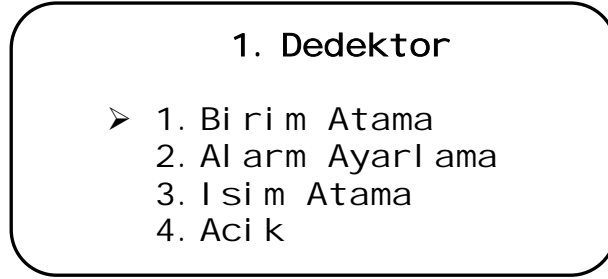 1. Dedektor
➢ 1. Birim Atama
2. Alarm Ayarlama
3. Isim Atama
4. Acik